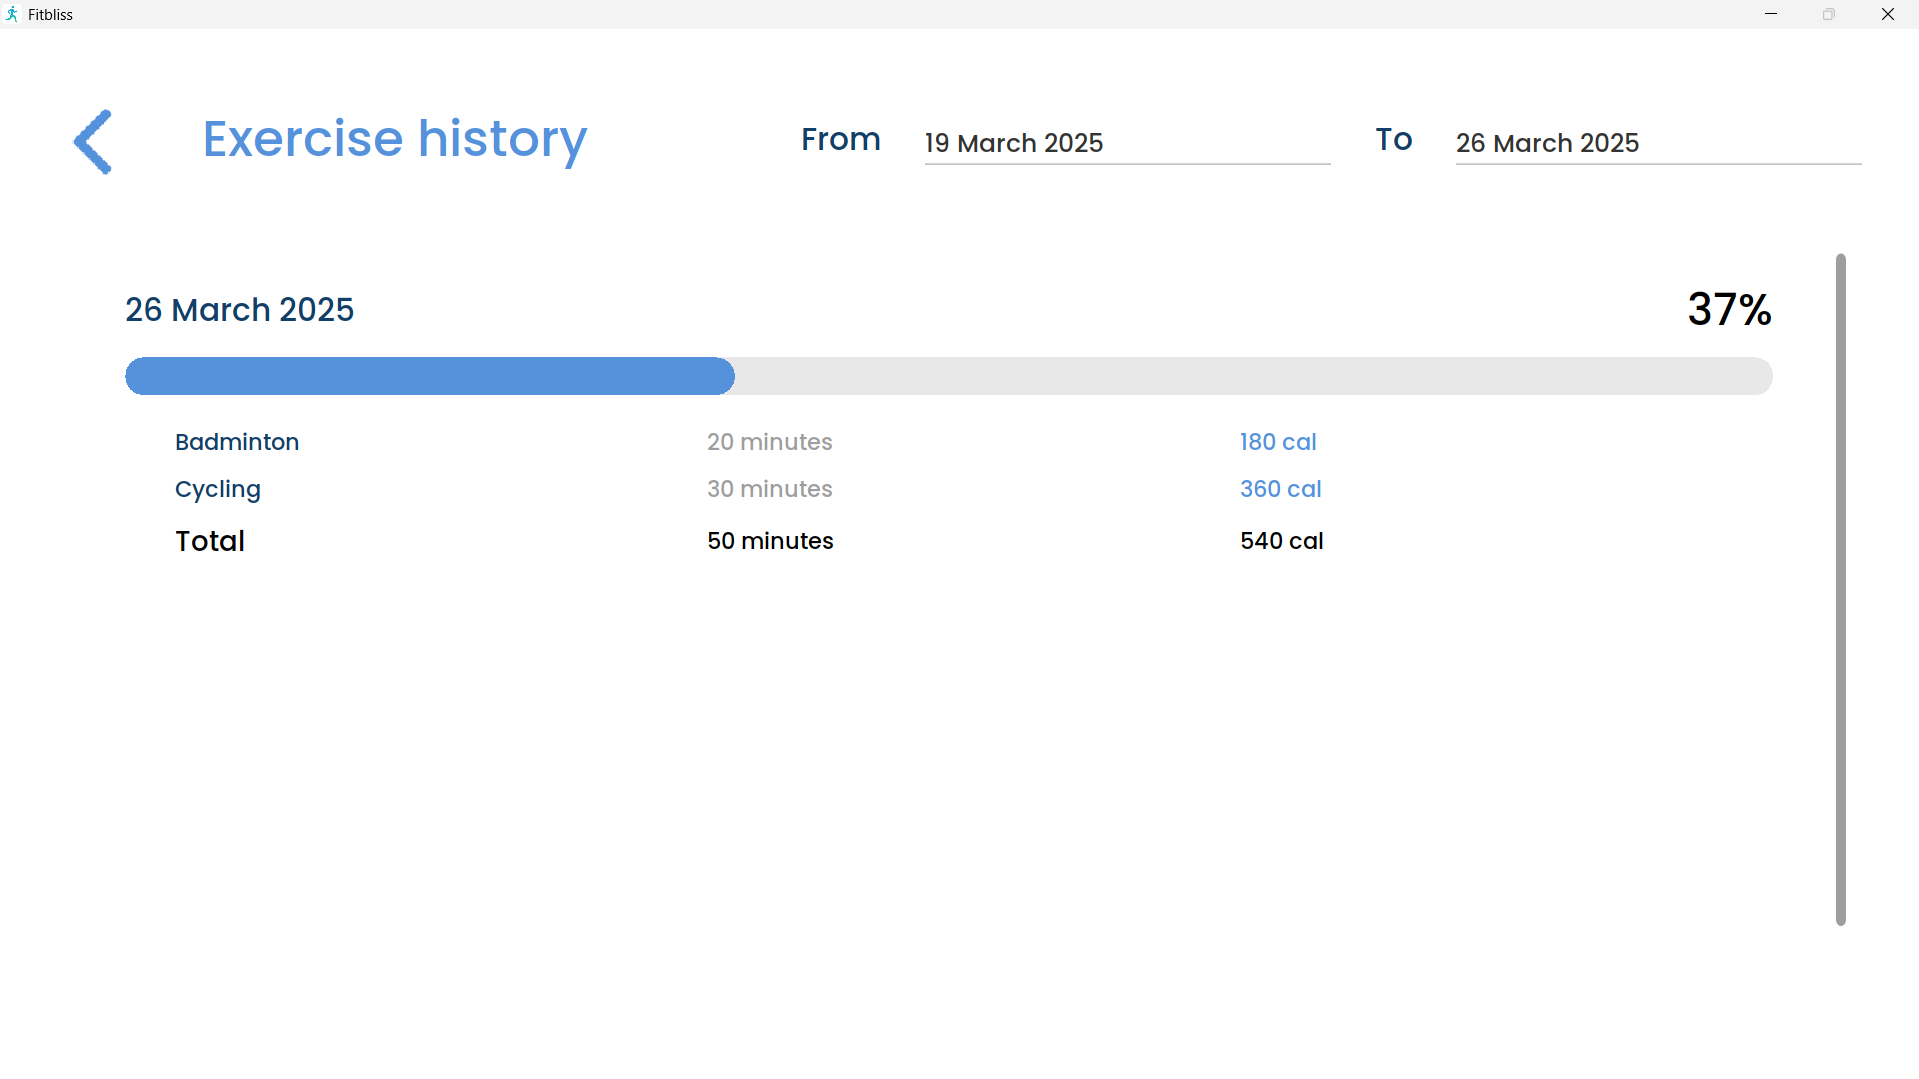 Fitbliss
Exercise history
From 19 March 2025 To 26 March 2025
26 March 2025 37%
Badminton 20 minutes 180 cal
Cycling 30 minutes 360 cal
Total 50 minutes 540 cal